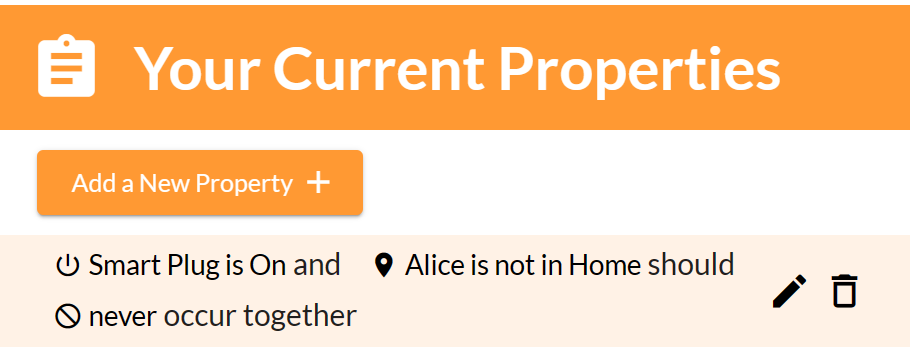 Your Current Properties
Add a New Property +
Smart Plug is On and Alice is not in Home should
never occur together